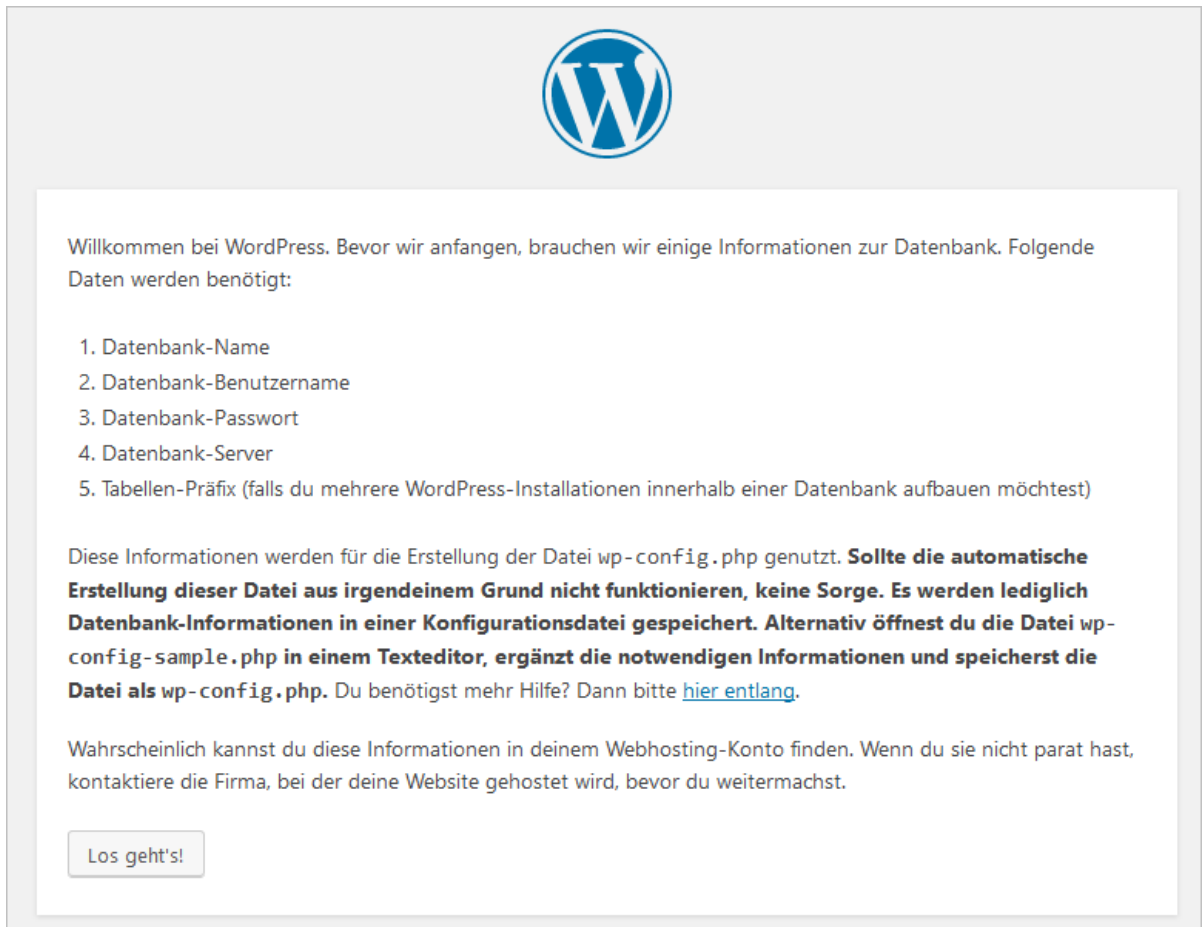 Willkommen bei WordPress. Bevor wir anfangen, brauchen wir einige Informationen zur Datenbank. Folgende
Daten werden benötigt:
1. Datenbank-Name
2. Datenbank-Benutzername
3. Datenbank-Passwort
4. Datenbank-Server
5. Tabellen-Präfix (falls du mehrere WordPress-Installationen innerhalb einer Datenbank aufbauen möchtest)
Diese Informationen werden für die Erstellung der Datei wp-config.php genutzt. Sollte die automatische
Erstellung dieser Datei aus irgendeinem Grund nicht funktionieren, keine Sorge. Es werden lediglich
Datenbank-Informationen in einer Konfigurationsdatei gespeichert. Alternativ öffnest du die Datei wp-
config-sample.php in einem Texteditor, ergänzt die notwendigen Informationen und speicherst die
Datei als wp-config.php. Du benötigst mehr Hilfe? Dann bitte hier entlang.
Wahrscheinlich kannst du diese Informationen in deinem Webhosting-Konto finden. Wenn du sie nicht parat hast,
kontaktiere die Firma, bei der deine Website gehostet wird, bevor du weitermachst.
Los geht's!